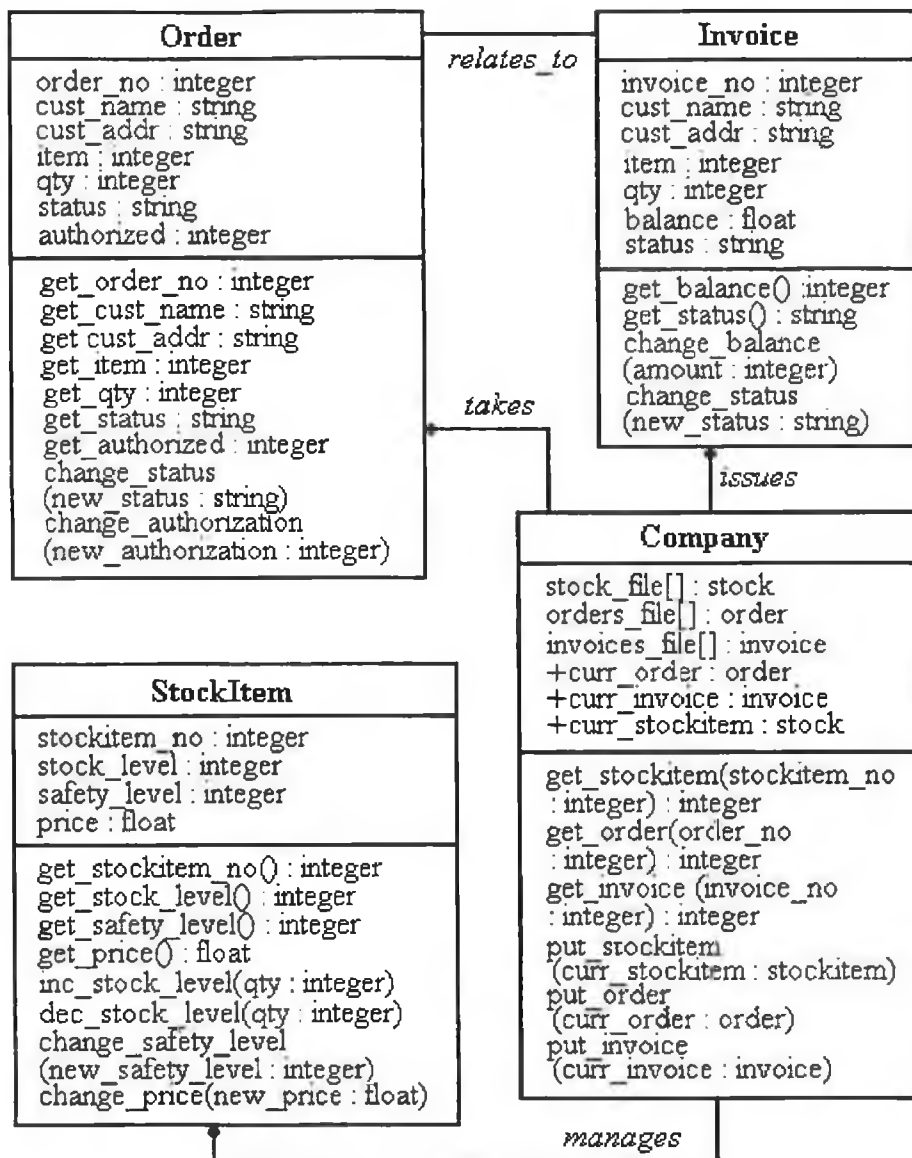 Order
order_no : integer
cust_name : string
cust_addr : string
item : integer
qty : integer
status : string
authorized : integer
get_order_no : integer
get_cust_name : string
get cust_addr : string
get_item : integer
get_qty : integer
get_status : string
get_authorized : integer
change_status
(new_status : string)
change_authorization
(new_authorization : integer)
relates_to
Invoice
invoice_no : integer
cust_name : string
cust_addr : string
item : integer
qty : integer
balance : float
status : string
get_balance() :integer
get_status() : string
change_balance
(amount : integer)
change_status
(new_status : string)
takes
issues
Company
stock_file[] : stock
orders_file[] : order
invoices_file[] : invoice
+curr_order : order
+curr_invoice : invoice
+curr_stockitem : stock
get_stockitem(stockitem_no
: integer) : integer
get_order(order_no
: integer) : integer
get_invoice (invoice_no
: integer) : integer
put_stockitem
(curr_stockitem : stockitem)
put_order
(curr_order : order)
put_invoice
(curr_invoice : invoice)
StockItem
stockitem_no : integer
stock_level : integer
safety_level : integer
price : float
get_stockitem_no() : integer
get_stock_level() : integer
get_safety_level() : integer
get_price() : float
inc_stock_level(qty : integer)
dec_stock_level(qty : integer)
change_safety_level
(new_safety_level : integer)
change_price(new_price : float)
manages